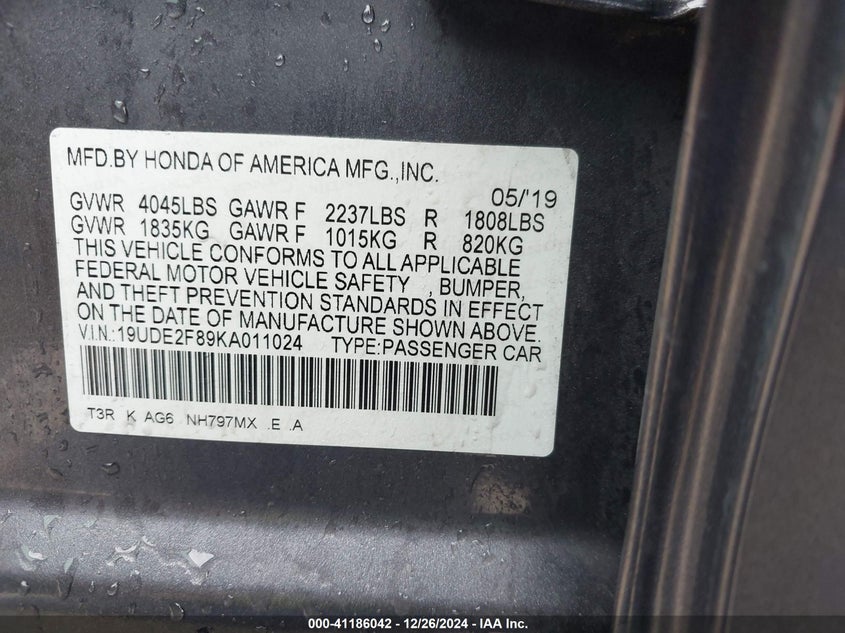 MFD.BY HONDA OF AMERICA MFG.,INC.
05/'19
GVWR 4045LBS GAWR F 2237LBS R 1808LBS
GVWR 1835KG GAWR F 1015KG R 820KG
THIS VEHICLE CONFORMS TO ALL APPLICABLE
FEDERAL MOTOR VEHICLE SAFETY , BUMPER,
AND THEFT PREVENTION STANDARDS IN EFFECT
ON THE DATE OF MANUFACTURE SHOWN ABOVE.
V.I.N.:19UDE2F89KA011024 TYPE:PASSENGER CAR
T3R K AG6 NH797MX .E .A
000-41186042 - 12/26/2024 - IAA Inc.